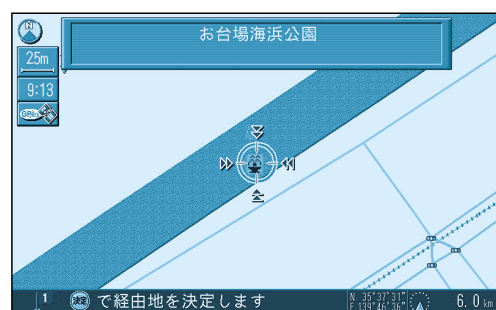 N
お台場海浜公園
25m
9:13
GPS
1
決定 で経由地を決定します
N 35°37'31"
E 139°46'36"
6.0km